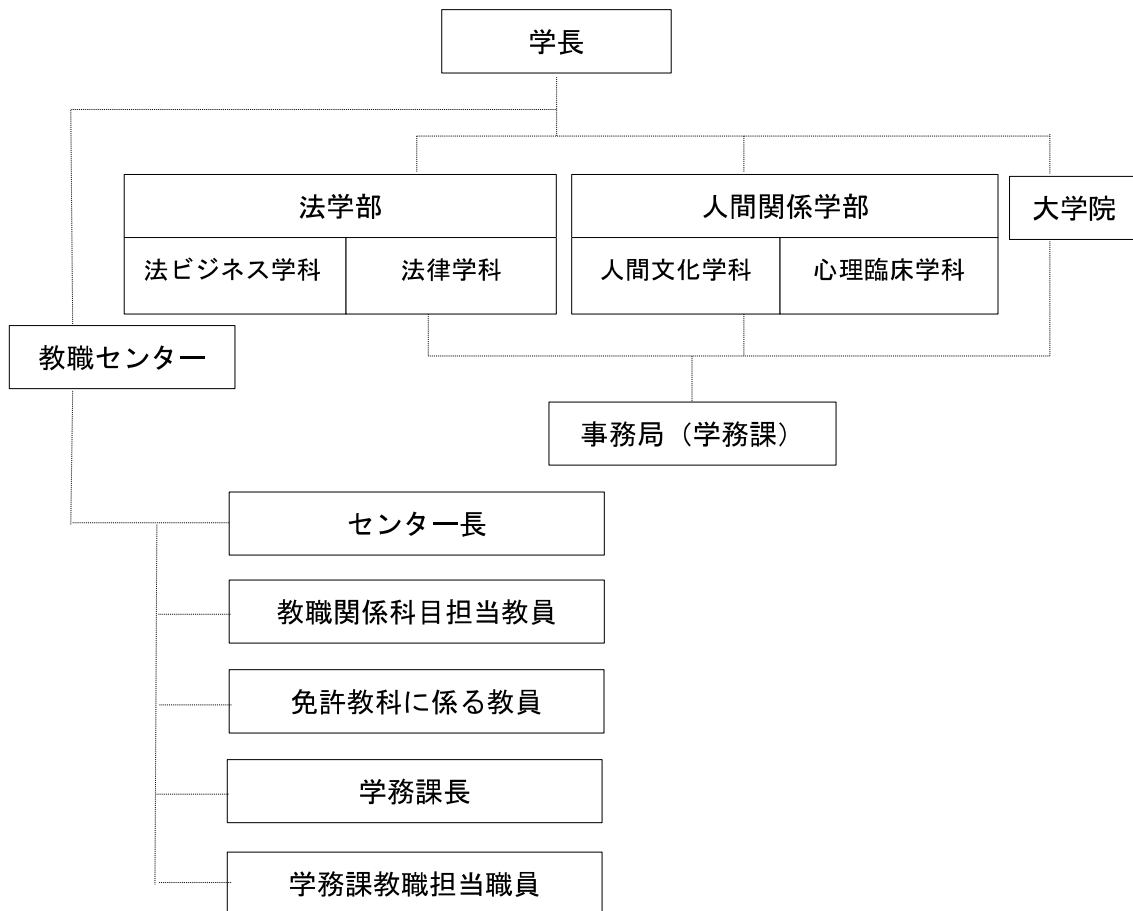 学長
法学部
人間関係学部
大学院
法ビジネス学科
法律学科
人間文化学科
心理臨床学科
教職センター
事務局（学務課）
センター長
教職関係科目担当教員
免許教科に係る教員
学務課長
学務課教職担当職員